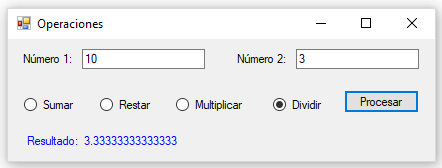 Operaciones
Número 1: 10 Número 2: 3
Sumar Restar Multiplicar Dividir Procesar
Resultado: 3.33333333333333